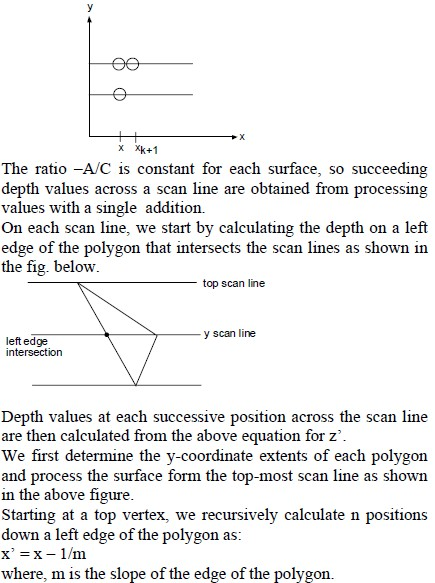 y
x
x xk+1
The ratio –A/C is constant for each surface, so succeeding
depth values across a scan line are obtained from processing
values with a single addition.
On each scan line, we start by calculating the depth on a left
edge of the polygon that intersects the scan lines as shown in
the fig. below.
top scan line
y scan line
left edge
intersection
Depth values at each successive position across the scan line
are then calculated from the above equation for z’.
We first determine the y-coordinate extents of each polygon
and process the surface form the top-most scan line as shown
in the above figure.
Starting at a top vertex, we recursively calculate n positions
down a left edge of the polygon as:
x’ = x – 1/m
where, m is the slope of the edge of the polygon.